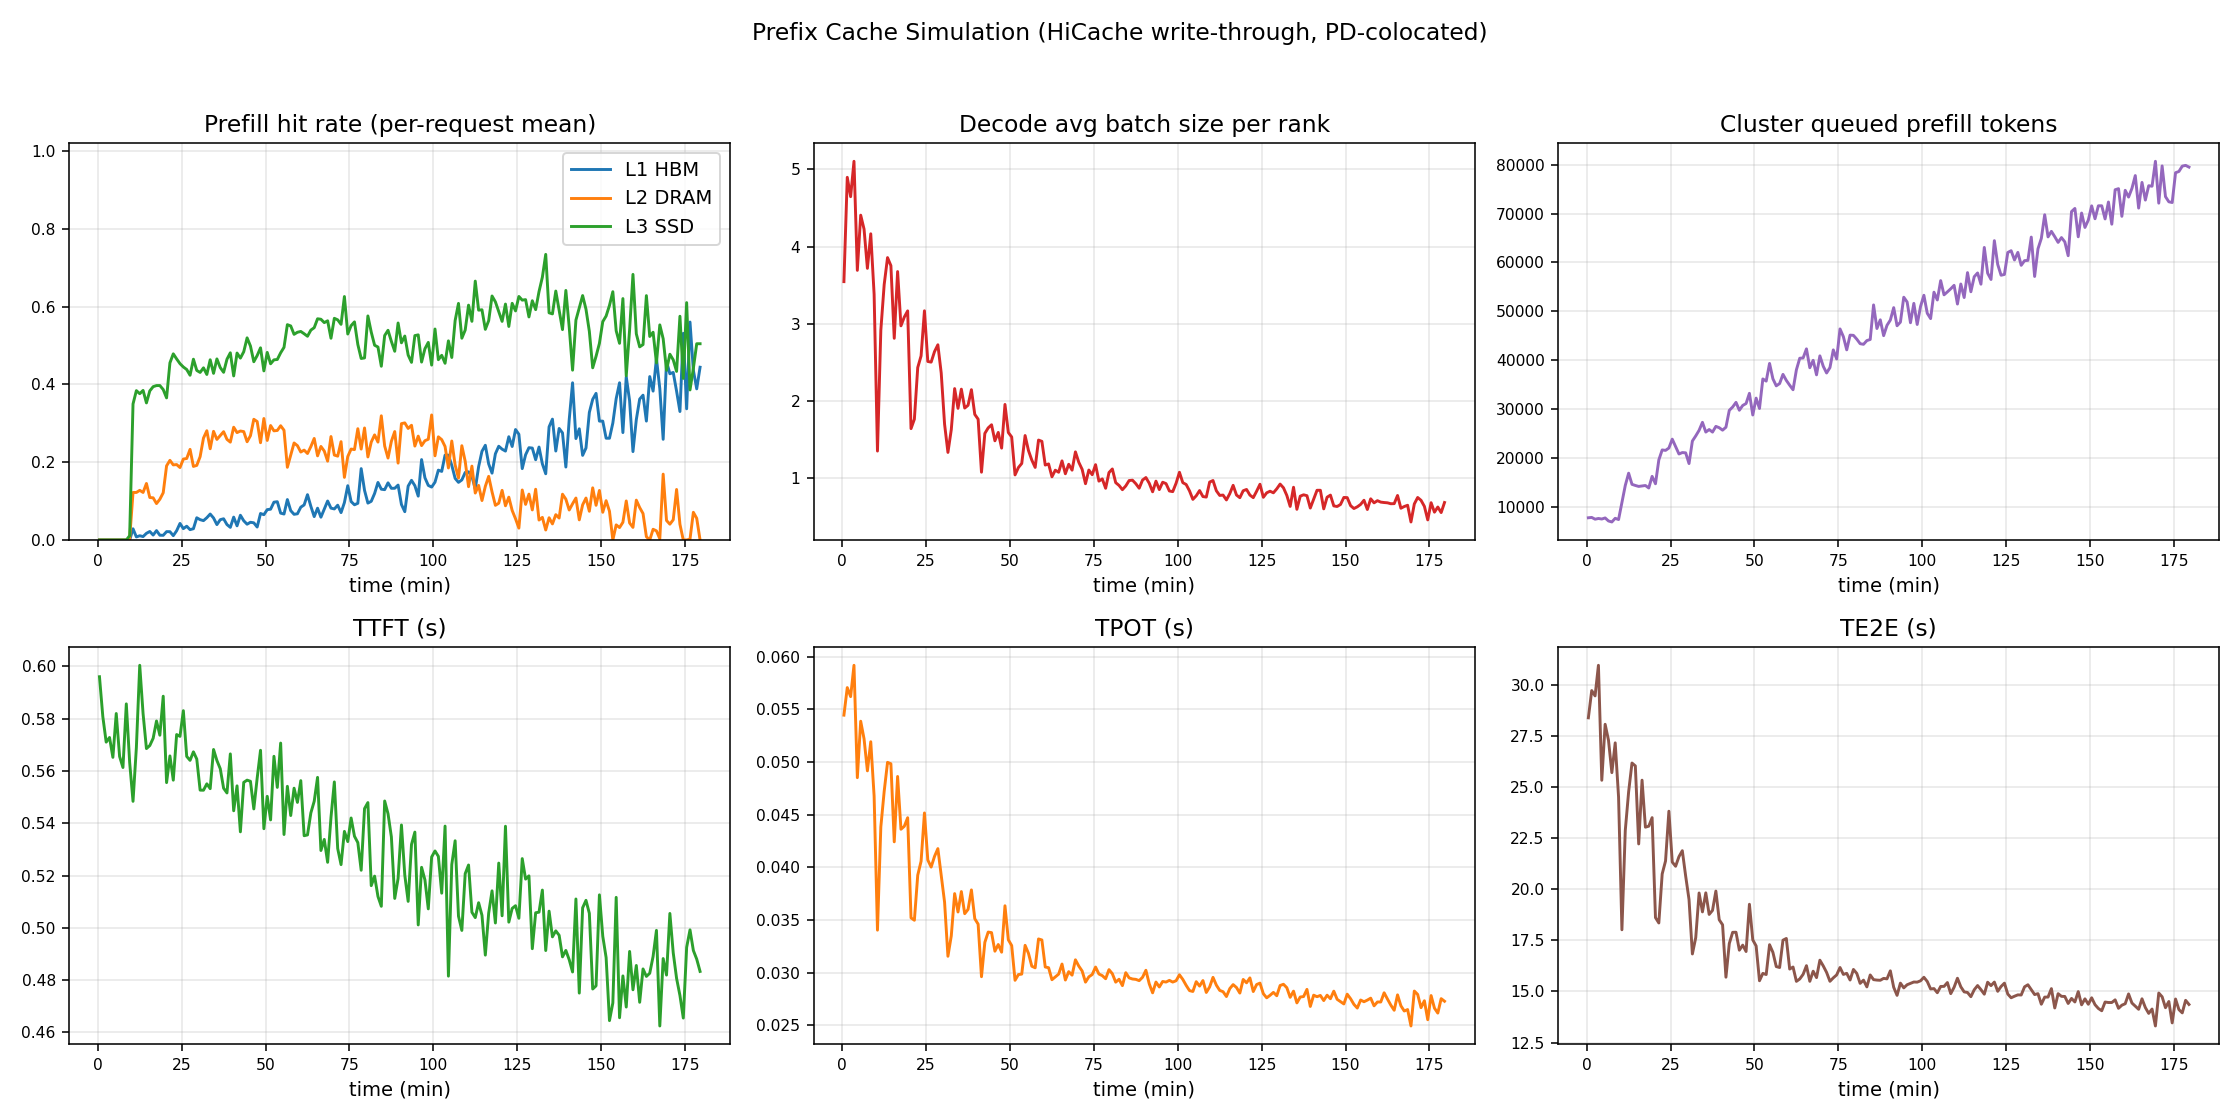 Prefix Cache Simulation (HiCache write-through, PD-colocated)
Prefill hit rate (per-request mean)
1.0
0.8
0.6
0.4
0.2
0.0
L1 HBM
L2 DRAM
L3 SSD
0 25 50 75 100 125 150 175
time (min)
Decode avg batch size per rank
5
4
3
2
1
0 25 50 75 100 125 150 175
time (min)
Cluster queued prefill tokens
80000
70000
60000
50000
40000
30000
20000
10000
0 25 50 75 100 125 150 175
time (min)
TTFT (s)
0.60
0.58
0.56
0.54
0.52
0.50
0.48
0.46
0 25 50 75 100 125 150 175
time (min)
TPOT (s)
0.060
0.055
0.050
0.045
0.040
0.035
0.030
0.025
0 25 50 75 100 125 150 175
time (min)
TE2E (s)
30.0
27.5
25.0
22.5
20.0
17.5
15.0
12.5
0 25 50 75 100 125 150 175
time (min)